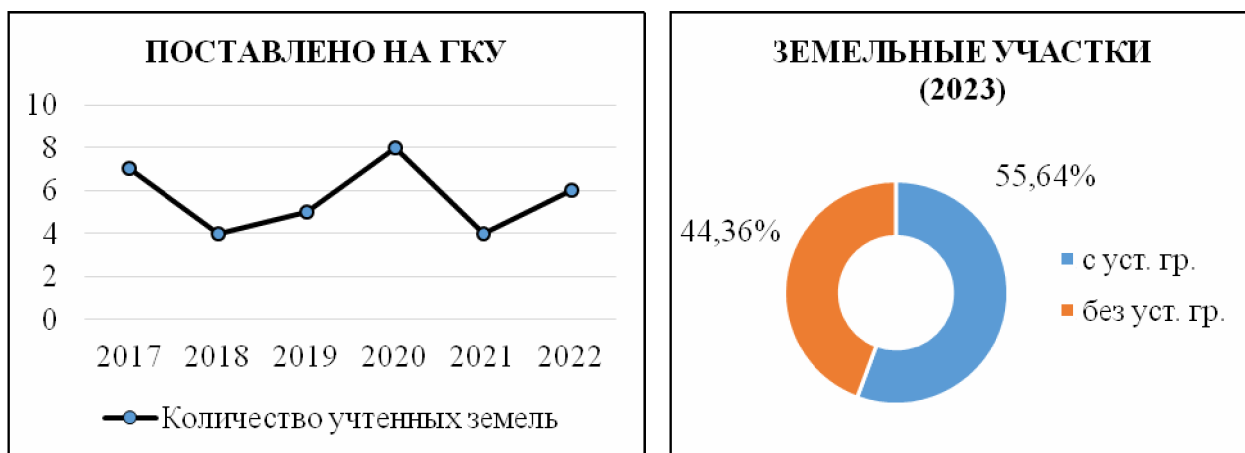 ПОСТАВЛЕНО НА ГКУ
10
8
6
4
2
0
2017 2018 2019 2020 2021 2022
Количество учтенных земель
ЗЕМЕЛЬНЫЕ УЧАСТКИ
(2023)
55,64%
44,36%
с уст. гр.
без уст. гр.